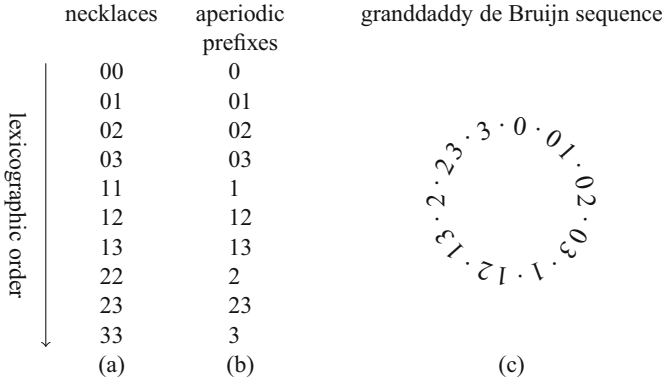 necklaces aperiodic prefixes granddaddy de Bruijn sequence
lexicographic order
00 0
01 01
02 02
03 03
11 1
12 12
13 13
22 2
23 23
33 3
0 · 01 · 02 · 03 · 1 · 12 · 13 · 2 · 23 · 3 ·
(a) (b) (c)